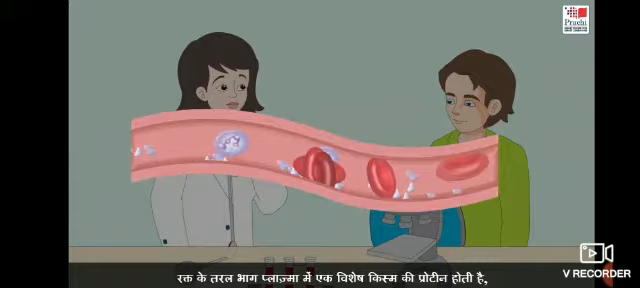 Prachi
रक्त के तरल भाग प्लाज़्मा में एक विशेष किस्म की प्रोटीन होती है,
V RECORDER